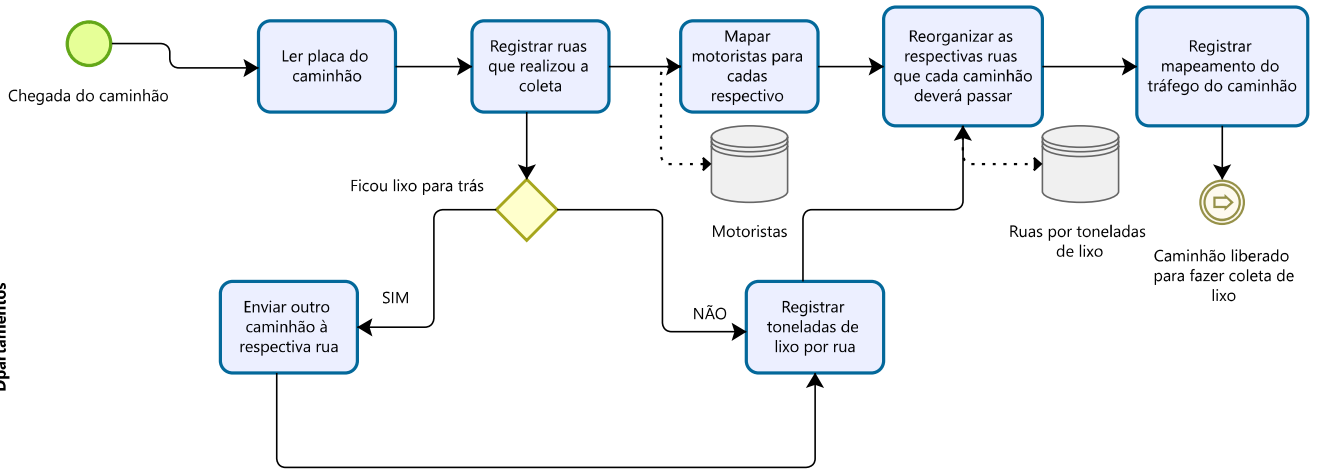 Chegada do caminhão
Ler placa do
caminhão
Registrar ruas
que realizou a
coleta
Mapar
motoristas para
cadas
respectivo
Reorganizar as
respectivas ruas
que cada caminhão
deverá passar
Registrar
mapeamento do
tráfego do caminhão
Ficou lixo para trás
Motoristas
Ruas por toneladas
de lixo
Caminhão liberado
para fazer coleta de
lixo
SIM
NÃO
Enviar outro
caminhão à
respectiva rua
Registrar
toneladas de
lixo por rua
Dpartamentos